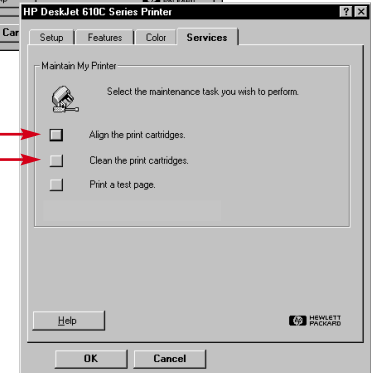 HP DeskJet 610C Series Printer
Car
Setup Features Color Services
Maintain My Printer
Select the maintenance task you wish to perform.
Align the print cartridges.
Clean the print cartridges.
Print a test page.
Help
HEWLETT
PACKARD
OK Cancel